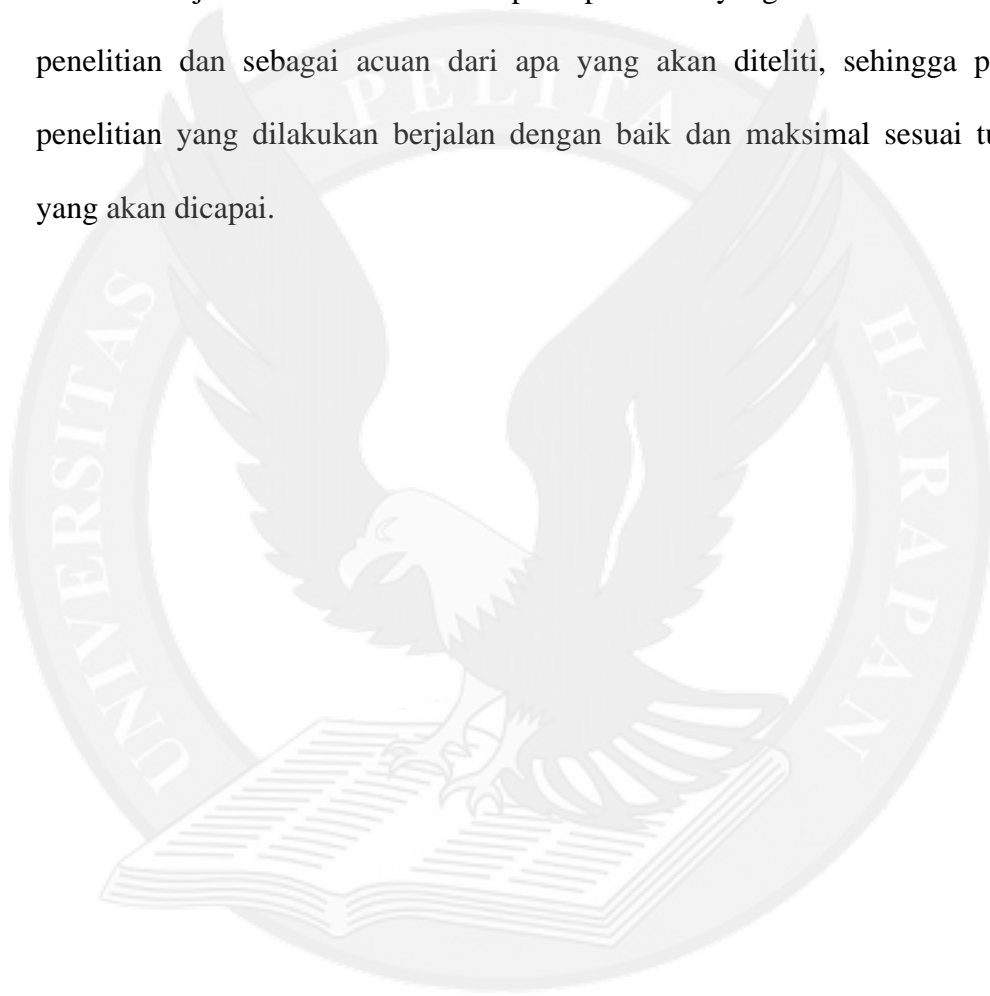 penelitian dan sebagai acuan dari apa yang akan diteliti, sehingga p
penelitian yang dilakukan berjalan dengan baik dan maksimal sesuai tu
yang akan dicapai.
UNIVERSITAS PELITA HARAPAN